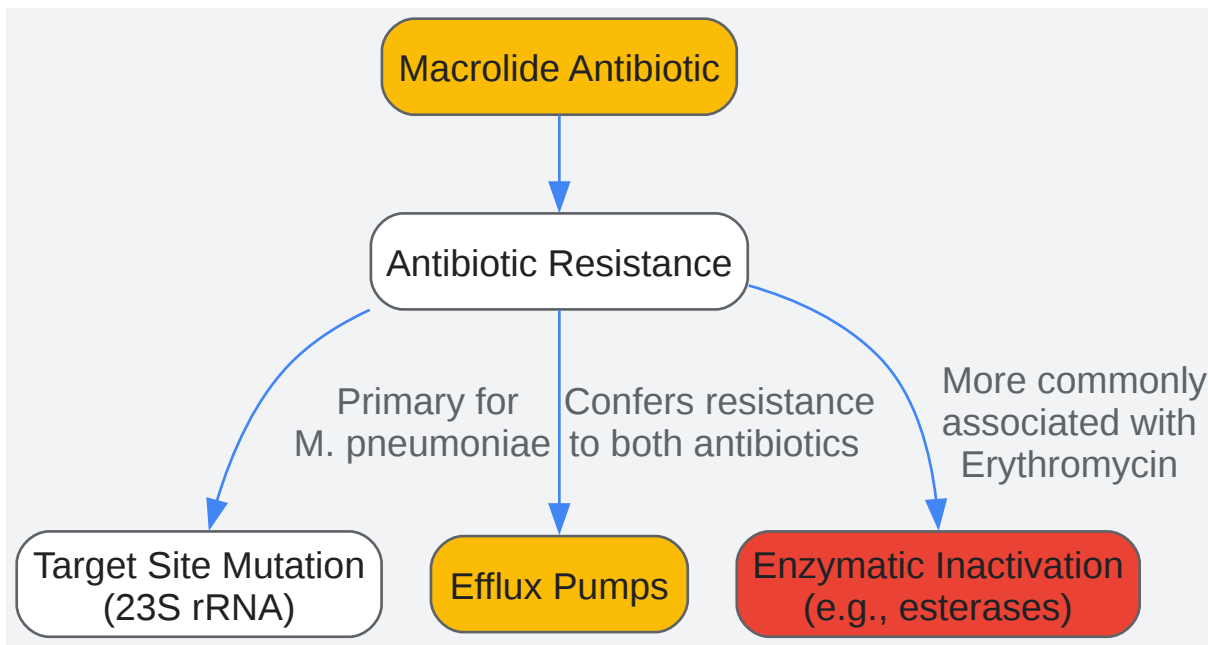 Macrolide Antibiotic
Antibiotic Resistance
Primary for
M. pneumoniae
Confers resistance
to both antibiotics
More commonly
associated with
Erythromycin
Target Site Mutation
(23S rRNA)
Efflux Pumps
Enzymatic Inactivation
(e.g., esterases)